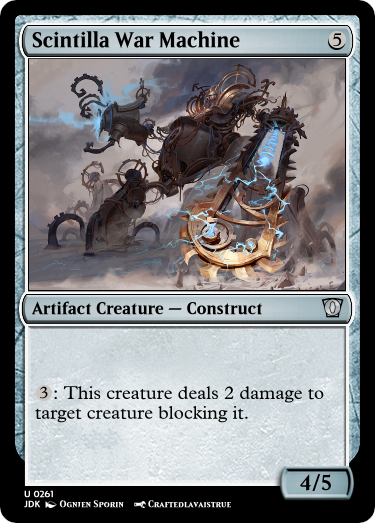 Scintilla War Machine 5
Artifact Creature — Construct
3: This creature deals 2 damage to
target creature blocking it.
4/5
U 0261
JDK Ognjen Sporin Craftedlavaistrue